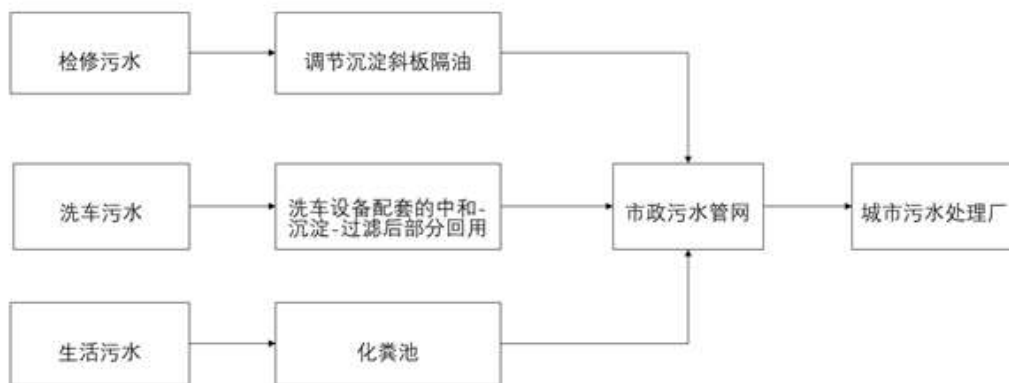 检修污水
调节沉淀斜板隔油
洗车污水
洗车设备配套的中和-
沉淀-过滤后部分回用
市政污水管网
城市污水处理厂
生活污水
化粪池